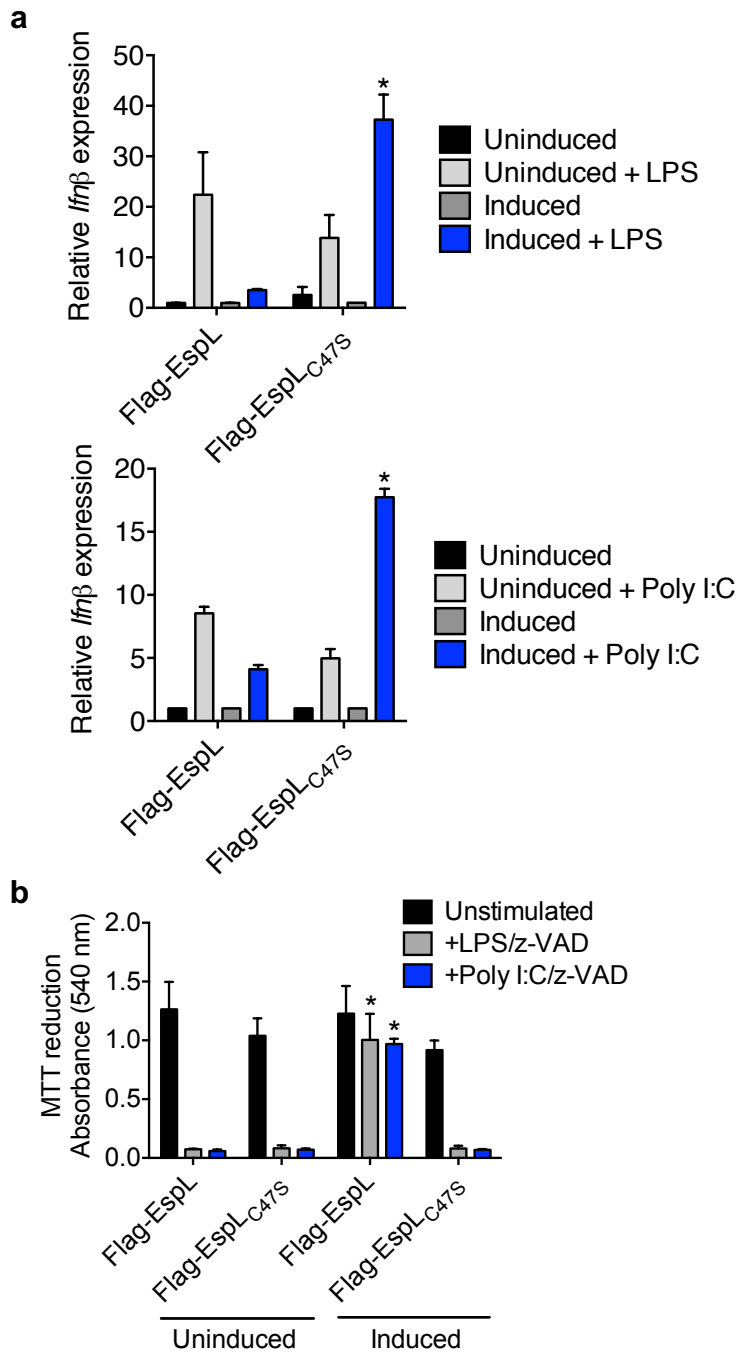 a
Relative Ifnβ expression
50
40
30
20
10
0
*
Flag-EspL
Flag-EspLC47S
Uninduced
Uninduced + LPS
Induced
Induced + LPS
Relative Ifnβ expression
20
15
10
5
0
*
Flag-EspL
Flag-EspLC47S
Uninduced
Uninduced + Poly I:C
Induced
Induced + Poly I:C
b
MTT reduction
Absorbance (540 nm)
2.0
1.5
1.0
0.5
0.0
Unstimulated
+LPS/z-VAD
+Poly I:C/z-VAD
*
*
Flag-EspL
Flag-EspLC47S
Flag-EspL
Flag-EspLC47S
Uninduced
Induced